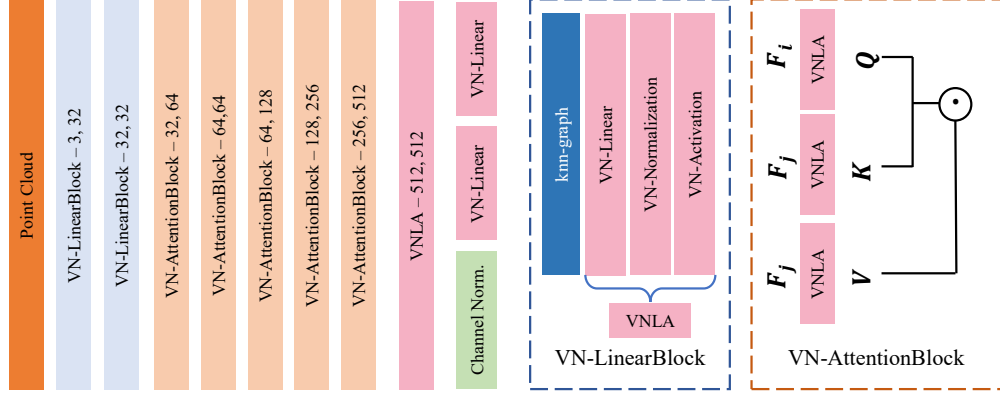 Point Cloud
VN-LinearBlock – 3, 32
VN-LinearBlock – 32, 32
VN-AttentionBlock – 32, 64
VN-AttentionBlock – 64,64
VN-AttentionBlock – 64, 128
VN-AttentionBlock – 128, 256
VN-AttentionBlock – 256, 512
VNLA – 512, 512
VN-Linear
VN-Linear
Channel Norm.
knn-graph
VN-Linear
VN-Normalization
VN-Activation
VNLA
VN-LinearBlock
F_i
VNLA
Q
F_j
VNLA
K
F_j
VNLA
V
VN-AttentionBlock